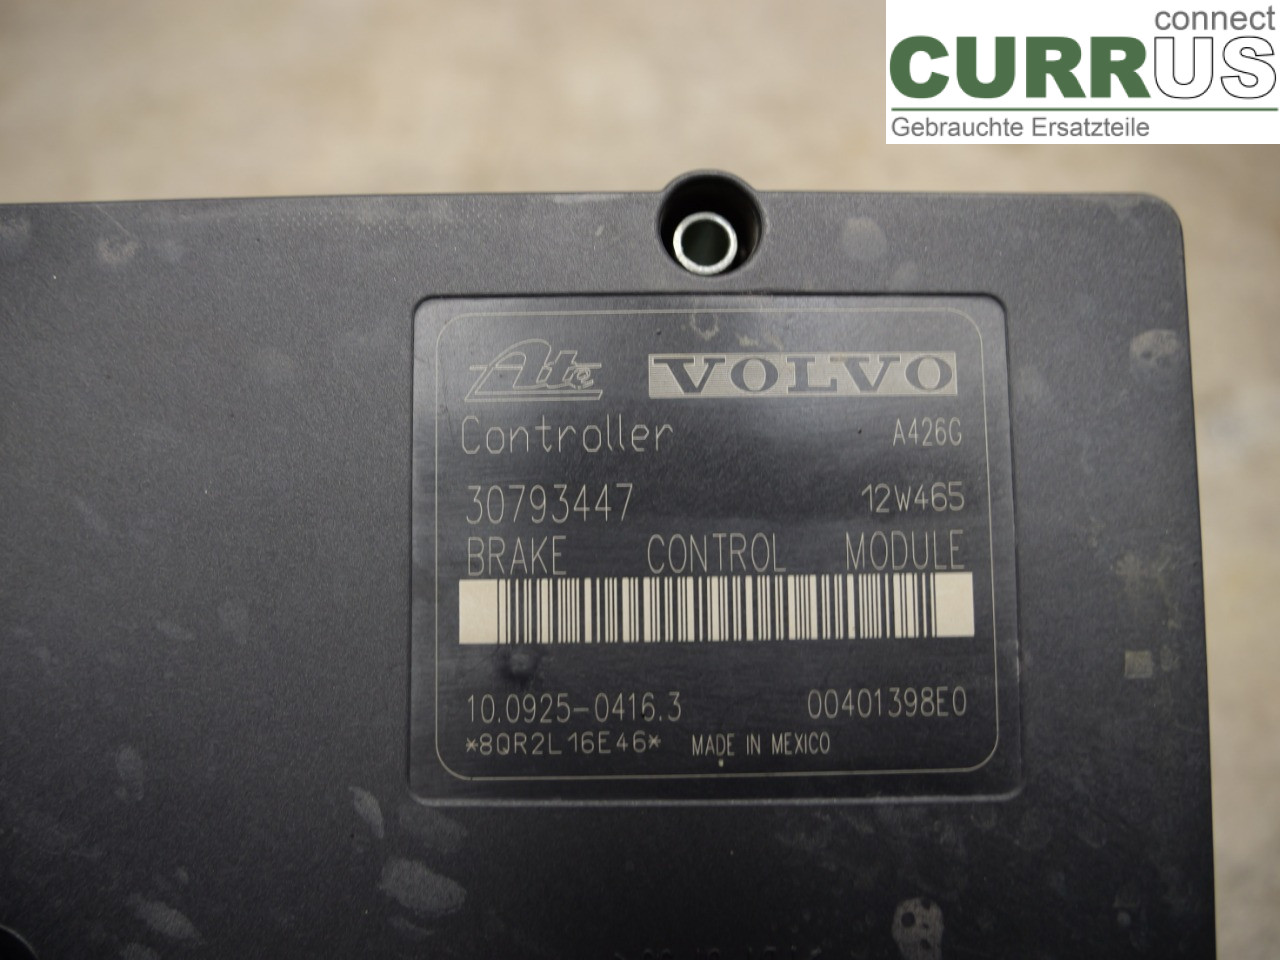 connect
CURRUS
Gebrauchte Ersatzteile
Ate VOLVO
Controller A426G
30793447 12W465
BRAKE CONTROL MODULE
10.0925-0416.3 00401398E0
*8QR2L16E46* MADE IN MEXICO